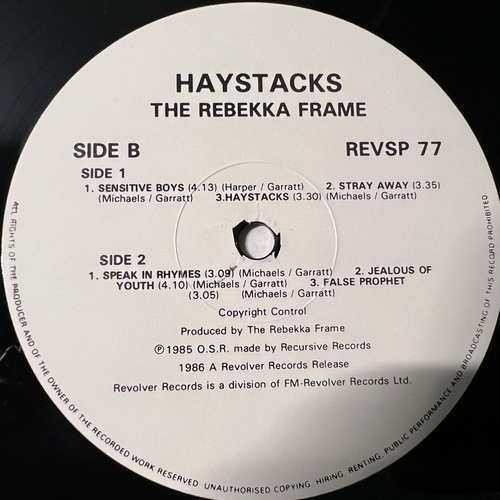 HAYSTACKS
THE REBEKKA FRAME
SIDE B
REVSP 77
SIDE 1
1. SENSITIVE BOYS (4.13) (Harper / Garratt) 2. STRAY AWAY (3.35)
(Michaels / Garratt) 3.HAYSTACKS (3.30) (Michaels / Garratt)
SIDE 2
1. SPEAK IN RHYMES (3.09) (Michaels / Garratt) 2. JEALOUS OF
YOUTH (4.10) (Michaels / Garratt) 3. FALSE PROPHET
(3.05) (Michaels / Garratt)
Copyright Control
Produced by The Rebekka Frame
℗ 1985 O.S.R. made by Recursive Records
1986 A Revolver Records Release
Revolver Records is a division of FM-Revolver Records Ltd.
ALL RIGHTS OF THE PRODUCER AND OF THE OWNER OF THE RECORDED WORK RESERVED. UNAUTHORISED COPYING, HIRING, RENTING, PUBLIC PERFORMANCE AND BROADCASTING OF THIS RECORD PROHIBITED